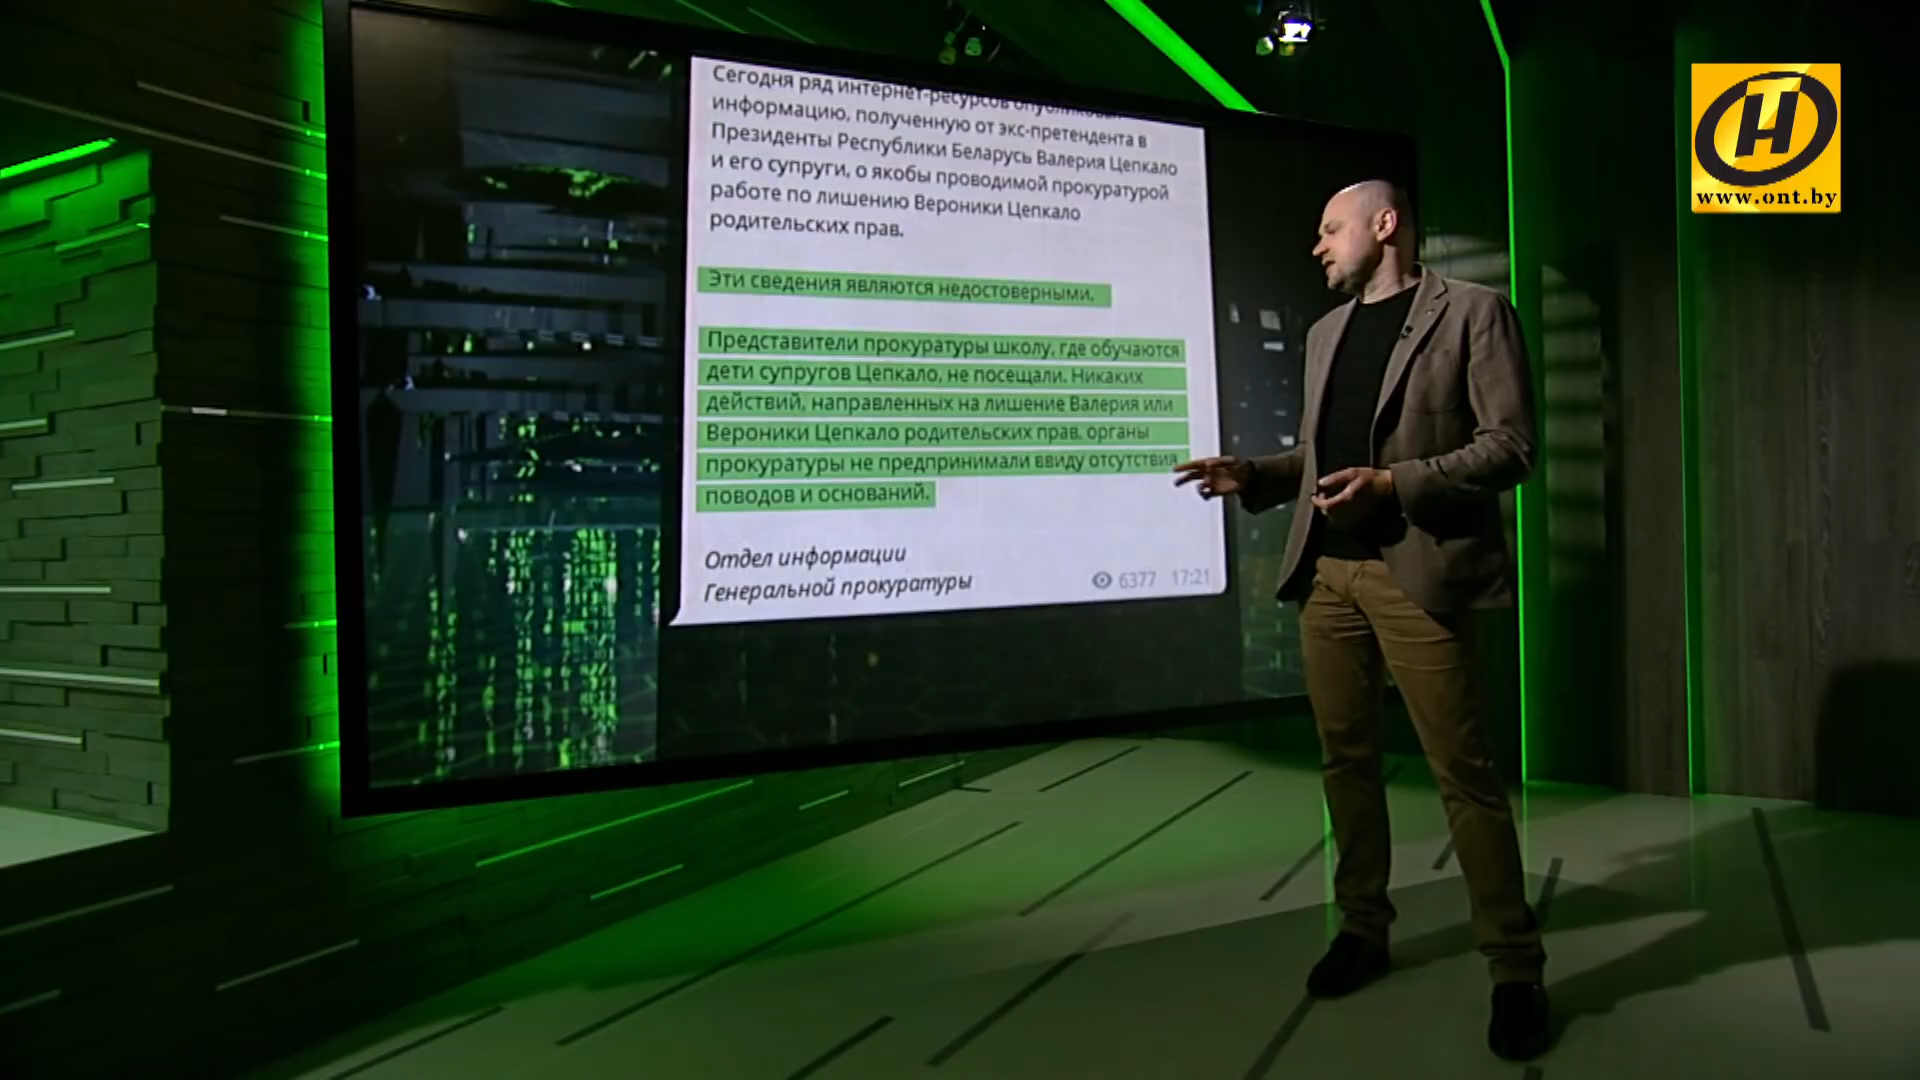 Сегодня ряд интернет-ресурсов
информацию, полученную от экс-претендента в
Президенты Республики Беларусь Валерия Цепкало
и его супруги, о якобы проводимой прокуратурой
работе по лишению Вероники Цепкало
родительских прав.
Эти сведения являются недостоверными.
Представители прокуратуры школу, где обучаются
дети супругов Цепкало, не посещали. Никаких
действий, направленных на лишение Валерия или
Вероники Цепкало родительских прав, органы
прокуратуры не предпринимали ввиду отсутствия
поводов и оснований.
Отдел информации
Генеральной прокуратуры
6377 17:21
ОНТ
www.ont.by